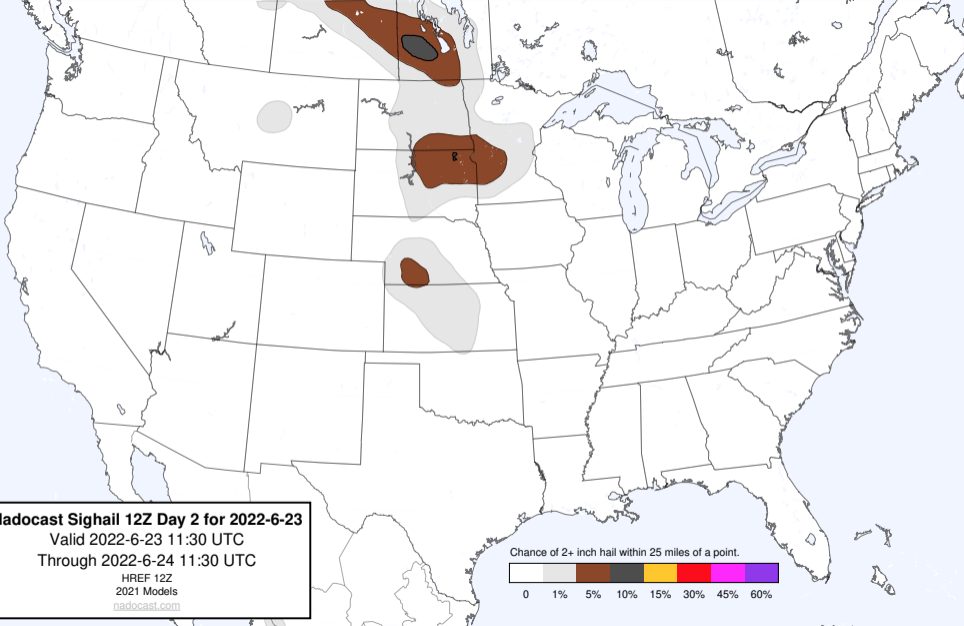 Nadocast Sighail 12Z Day 2 for 2022-6-23
Valid 2022-6-23 11:30 UTC
Through 2022-6-24 11:30 UTC
HREF 12Z
2021 Models
nadocast.com
Chance of 2+ inch hail within 25 miles of a point.
0 1% 5% 10% 15% 30% 45% 60%